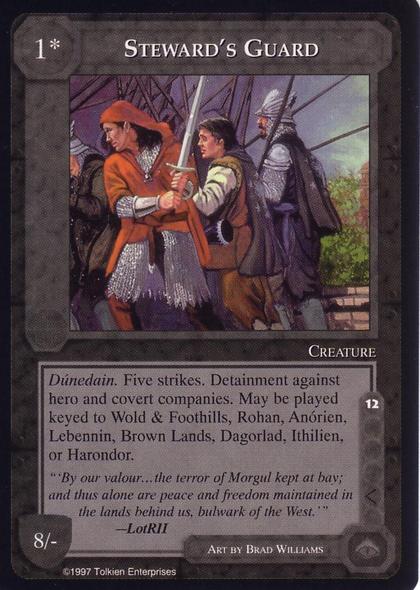 1*
STEWARD'S GUARD
CREATURE
Dúnedain. Five strikes. Detainment against
hero and covert companies. May be played
keyed to Wold & Foothills, Rohan, Anórien,
Lebennin, Brown Lands, Dagorlad, Ithilien,
or Harondor.
12
"'By our valour...the terror of Morgul kept at bay;
and thus alone are peace and freedom maintained in
the lands behind us, bulwark of the West.'"
—LotRII
8/-
ART BY BRAD WILLIAMS
©1997 Tolkien Enterprises